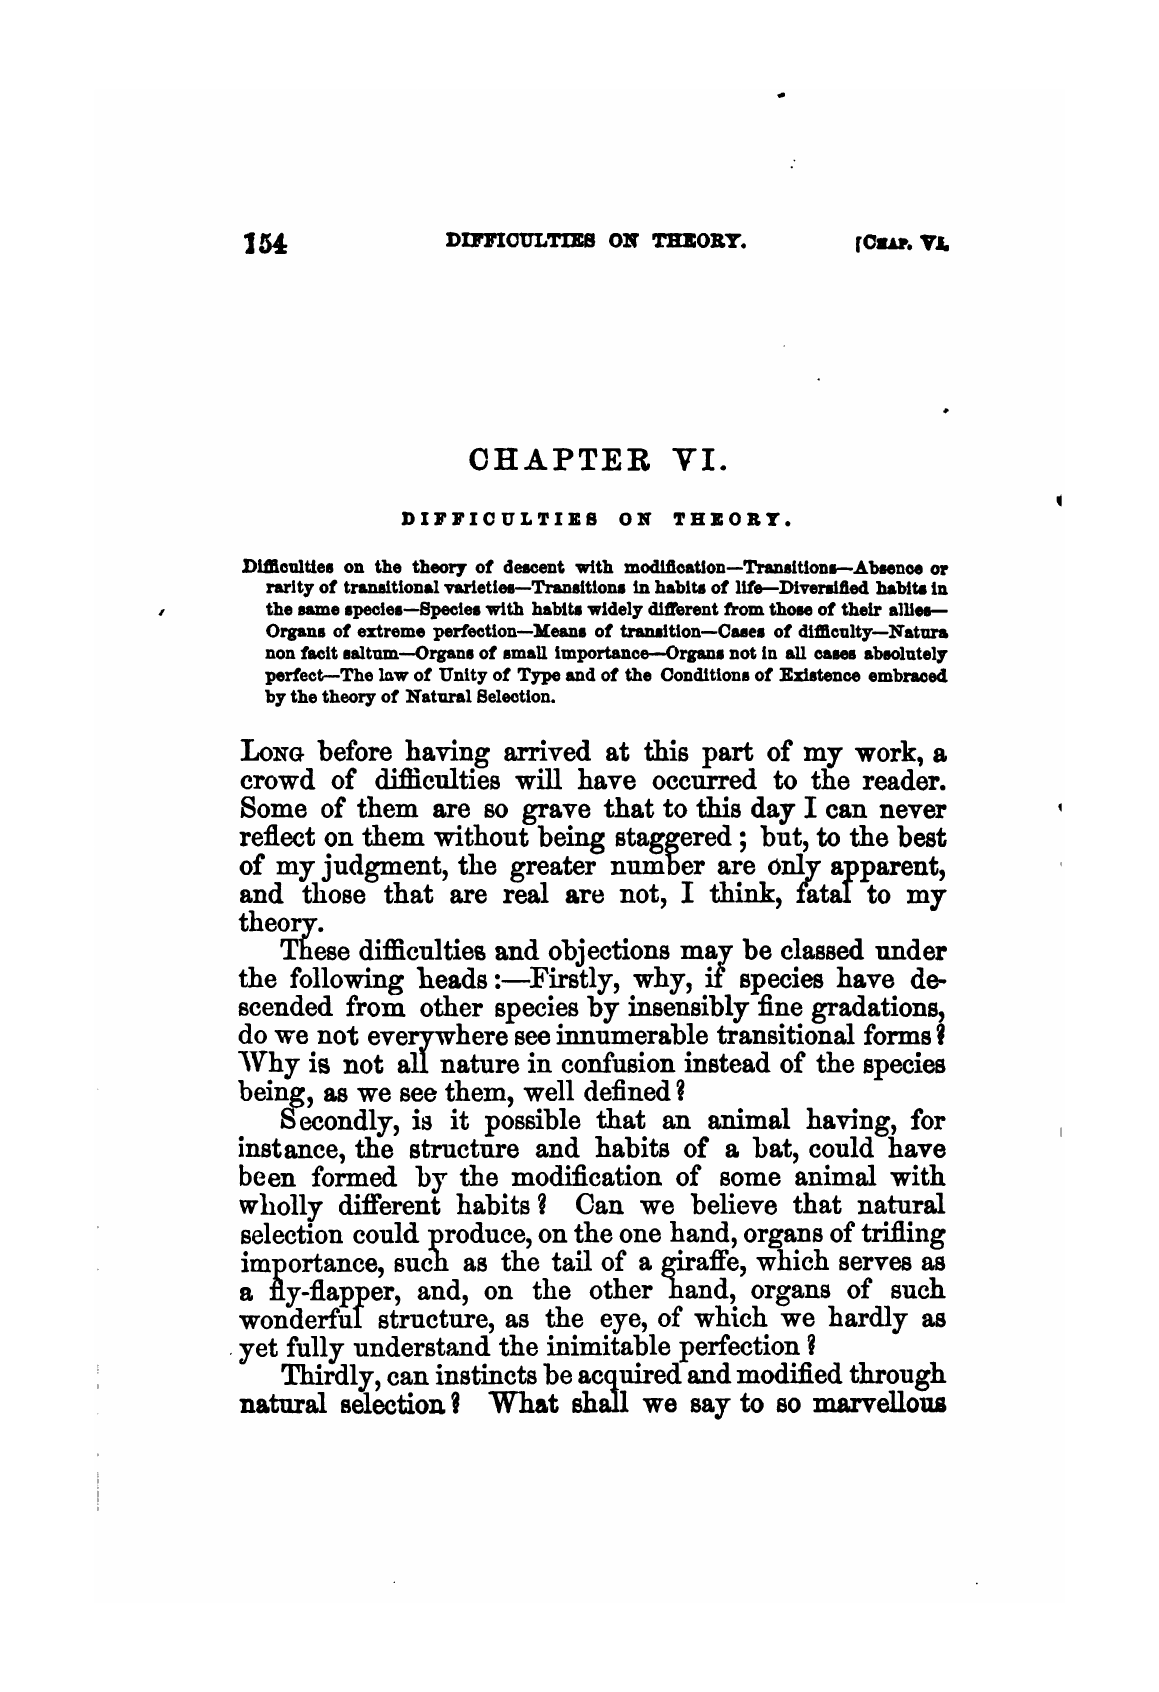 154 DIFFICULTIES ON THEORY. [CHAP. VI.
CHAPTER VI.
DIFFICULTIES ON THEORY.
Difficulties on the theory of descent with modification—Transitions—Absence or
rarity of transitional varieties—Transitions in habits of life—Diversified habits in
the same species—Species with habits widely different from those of their allies—
Organs of extreme perfection—Means of transition—Cases of difficulty—Natura
non facit saltum—Organs of small importance—Organs not in all cases absolutely
perfect—The law of Unity of Type and of the Conditions of Existence embraced
by the theory of Natural Selection.
LONG before having arrived at this part of my work, a
crowd of difficulties will have occurred to the reader.
Some of them are so grave that to this day I can never
reflect on them without being staggered; but, to the best
of my judgment, the greater number are only apparent,
and those that are real are not, I think, fatal to my
theory.
These difficulties and objections may be classed under
the following heads:—Firstly, why, if species have de-
scended from other species by insensibly fine gradations,
do we not everywhere see innumerable transitional forms?
Why is not all nature in confusion instead of the species
being, as we see them, well defined?
Secondly, is it possible that an animal having, for
instance, the structure and habits of a bat, could have
been formed by the modification of some animal with
wholly different habits? Can we believe that natural
selection could produce, on the one hand, organs of trifling
importance, such as the tail of a giraffe, which serves as
a fly-flapper, and, on the other hand, organs of such
wonderful structure, as the eye, of which we hardly as
yet fully understand the inimitable perfection?
Thirdly, can instincts be acquired and modified through
natural selection? What shall we say to so marvellous